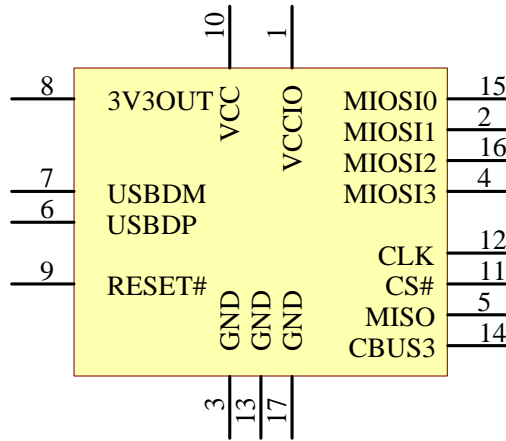 10 1
8 3V3OUT VCC VCCIO MIOSI0 15
MIOSI1 2
MIOSI2 16
7 USBDM MIOSI3 4
6 USBDP
CLK 12
9 RESET# CS# 11
GND GND GND MISO 5
CBUS3 14
3 13 17